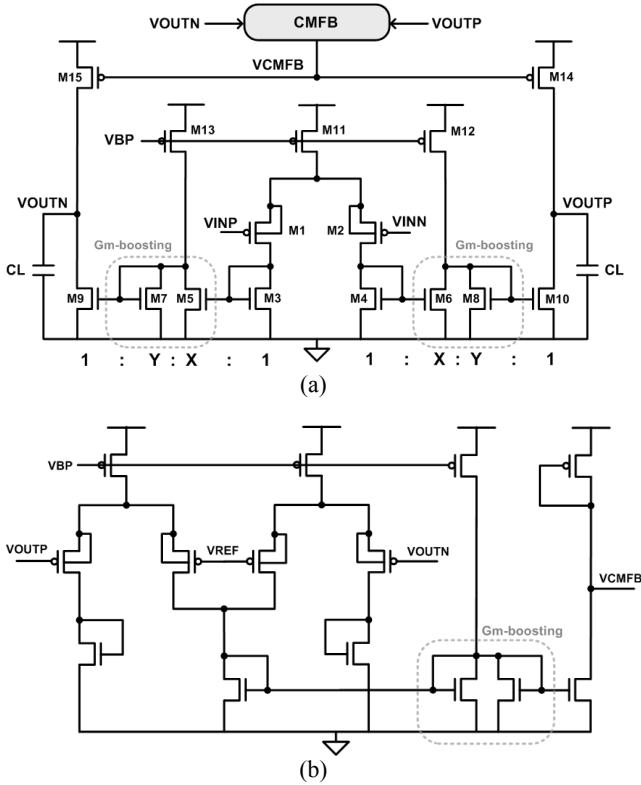 VOUTN CMFB VOUTP
VCMFB
M15 M14
M13 M11 M12
VBP
VOUTN VOUTP
VINP M1 M2 VINN
Gm-boosting Gm-boosting
CL CL
M9 M7 M5 M3 M4 M6 M8 M10
1 : Y : X : 1 1 : X : Y : 1
(a)
VBP
VOUTP VREF VOUTN
VCMFB
Gm-boosting
(b)